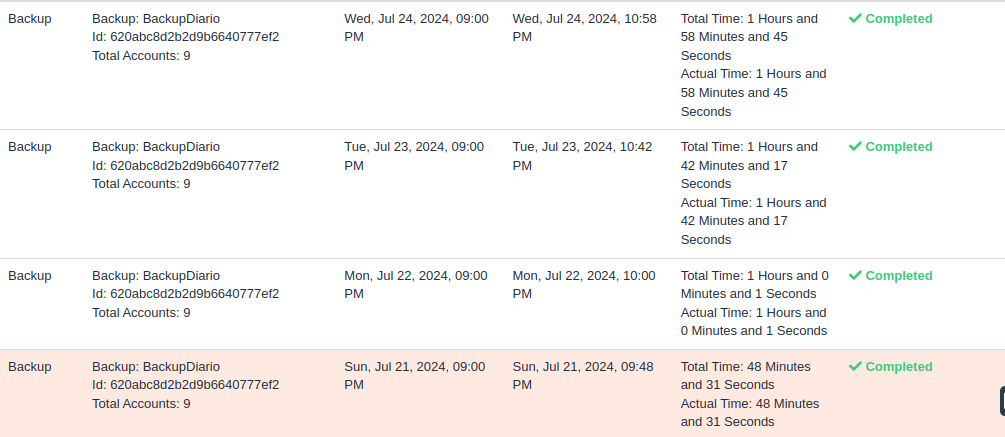 Backup
Backup: BackupDiario
Id: 620abc8d2b2d9b6640777ef2
Total Accounts: 9
Wed, Jul 24, 2024, 09:00
PM
Wed, Jul 24, 2024, 10:58
PM
Total Time: 1 Hours and
58 Minutes and 45
Seconds
Actual Time: 1 Hours and
58 Minutes and 45
Seconds
Completed
Backup
Backup: BackupDiario
Id: 620abc8d2b2d9b6640777ef2
Total Accounts: 9
Tue, Jul 23, 2024, 09:00
PM
Tue, Jul 23, 2024, 10:42
PM
Total Time: 1 Hours and
42 Minutes and 17
Seconds
Actual Time: 1 Hours and
42 Minutes and 17
Seconds
Completed
Backup
Backup: BackupDiario
Id: 620abc8d2b2d9b6640777ef2
Total Accounts: 9
Mon, Jul 22, 2024, 09:00
PM
Mon, Jul 22, 2024, 10:00
PM
Total Time: 1 Hours and 0
Minutes and 1 Seconds
Actual Time: 1 Hours and
0 Minutes and 1 Seconds
Completed
Backup
Backup: BackupDiario
Id: 620abc8d2b2d9b6640777ef2
Total Accounts: 9
Sun, Jul 21, 2024, 09:00
PM
Sun, Jul 21, 2024, 09:48
PM
Total Time: 48 Minutes
and 31 Seconds
Actual Time: 48 Minutes
and 31 Seconds
Completed